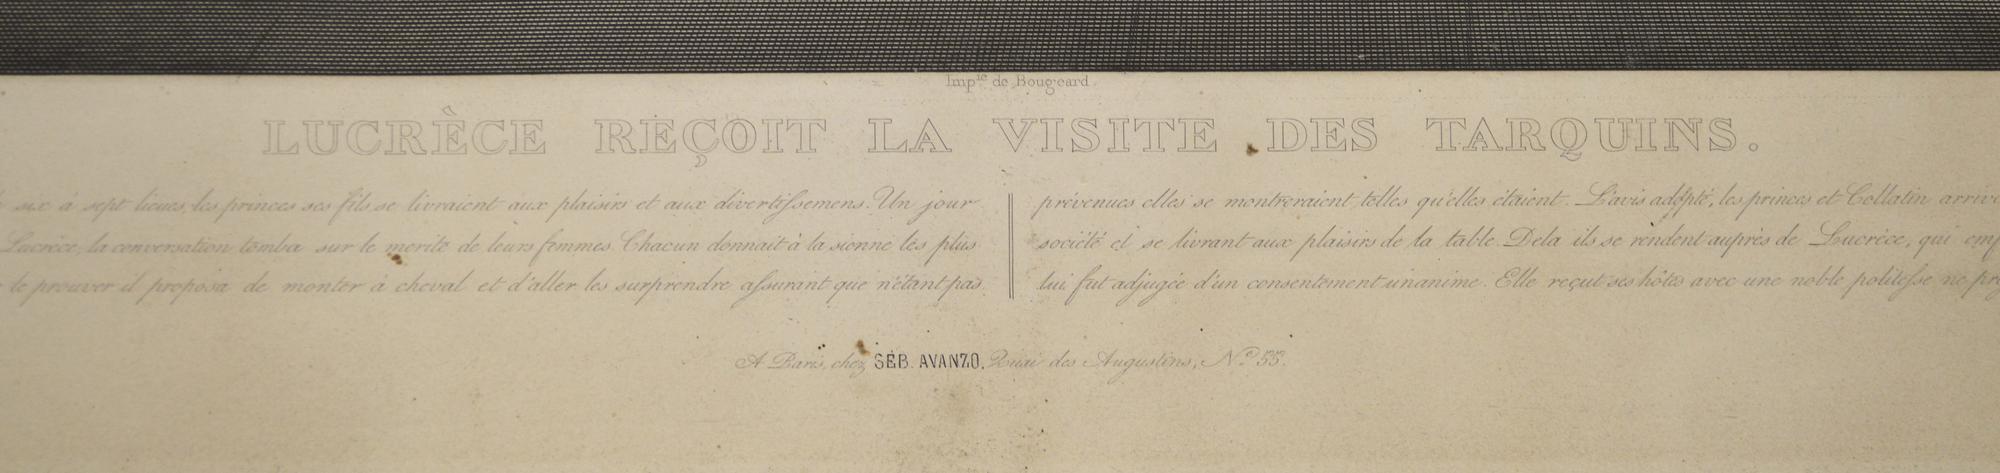 Imp.ie de Bougeard.
LUCRÈCE REÇOIT LA VISITE DES TARQUINS.
six à sept lieues, les princes ses fils se livraient aux plaisirs et aux divertissemens. Un jour
Lucrèce, la conversation tomba sur le merite de leurs femmes. Chacun donnait à la sienne les plus
le prouver il proposa de monter à cheval et d'aller les surprendre assurant que n'étant pas
prévenues elles se montreraient telles qu'elles étaient. L'avis adopté, les princes et Collatin
société et se livrant aux plaisirs de la table. Dela ils se rendent auprès de Lucrèce, qui
lui fut adjugée d'un consentement unanime. Elle reçut ses hôtes avec une noble politesse ne
A Paris, chez SÉB. AVANZO, Quai des Augustins, No. 55.